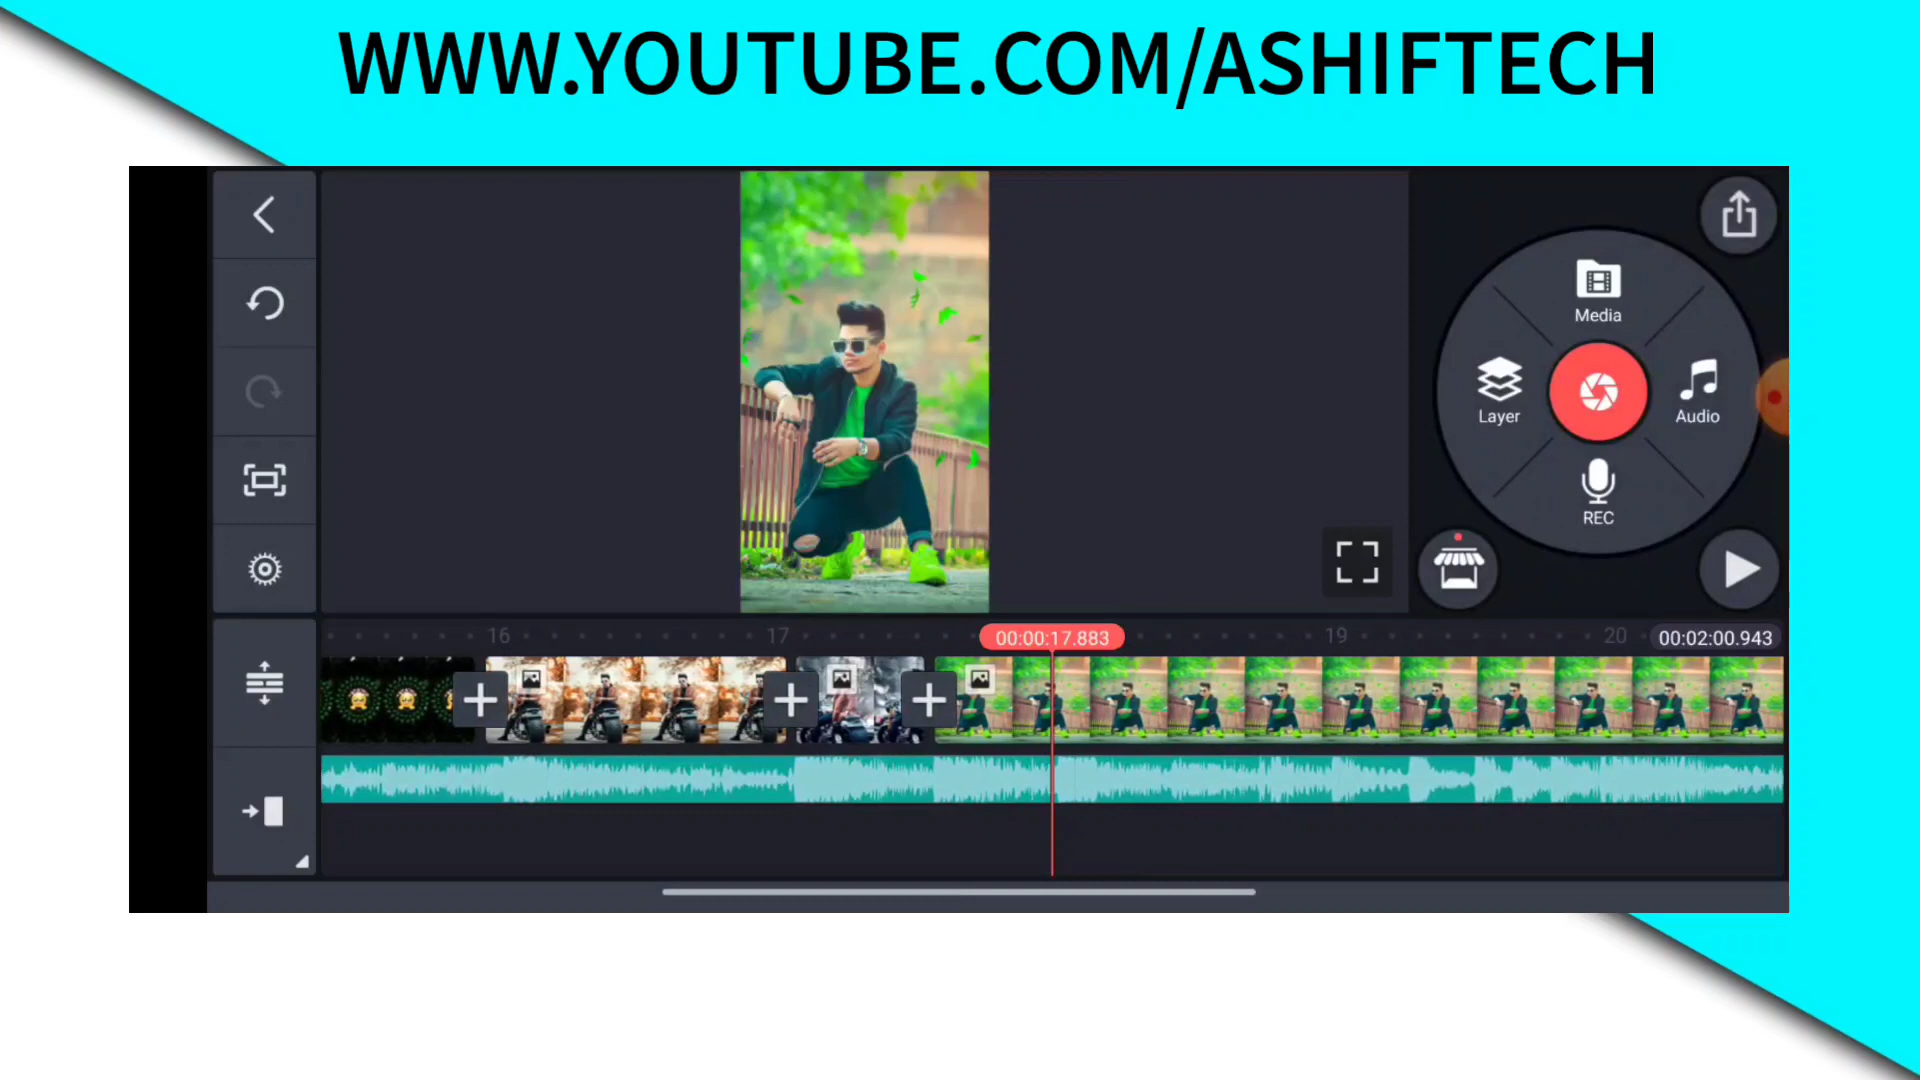 WWW.YOUTUBE.COM/ASHIFTECH
Media
Layer
Audio
REC
16
17
00:00:17.883
19
20
00:02:00.943